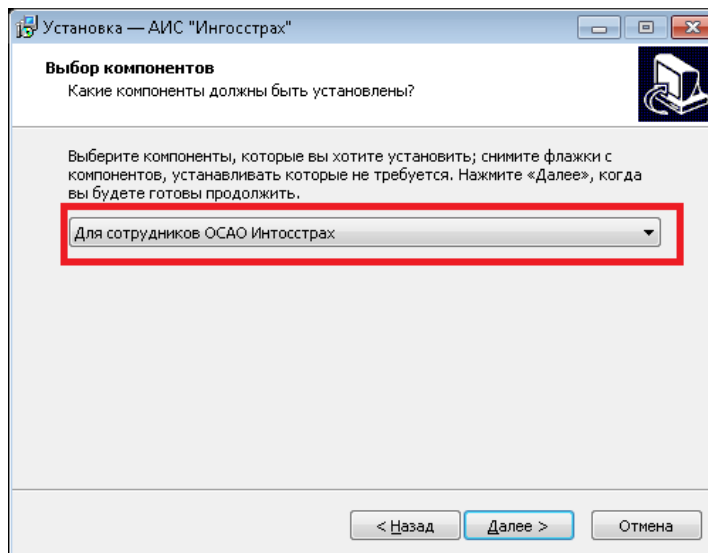 Установка — АИС "Ингосстрах"
Выбор компонентов
Какие компоненты должны быть установлены?
Выберите компоненты, которые вы хотите установить; снимите флажки с
компонентов, устанавливать которые не требуется. Нажмите «Далее», когда
вы будете готовы продолжить.
Для сотрудников ОСАО Интосстрах
< Назад Далее > Отмена